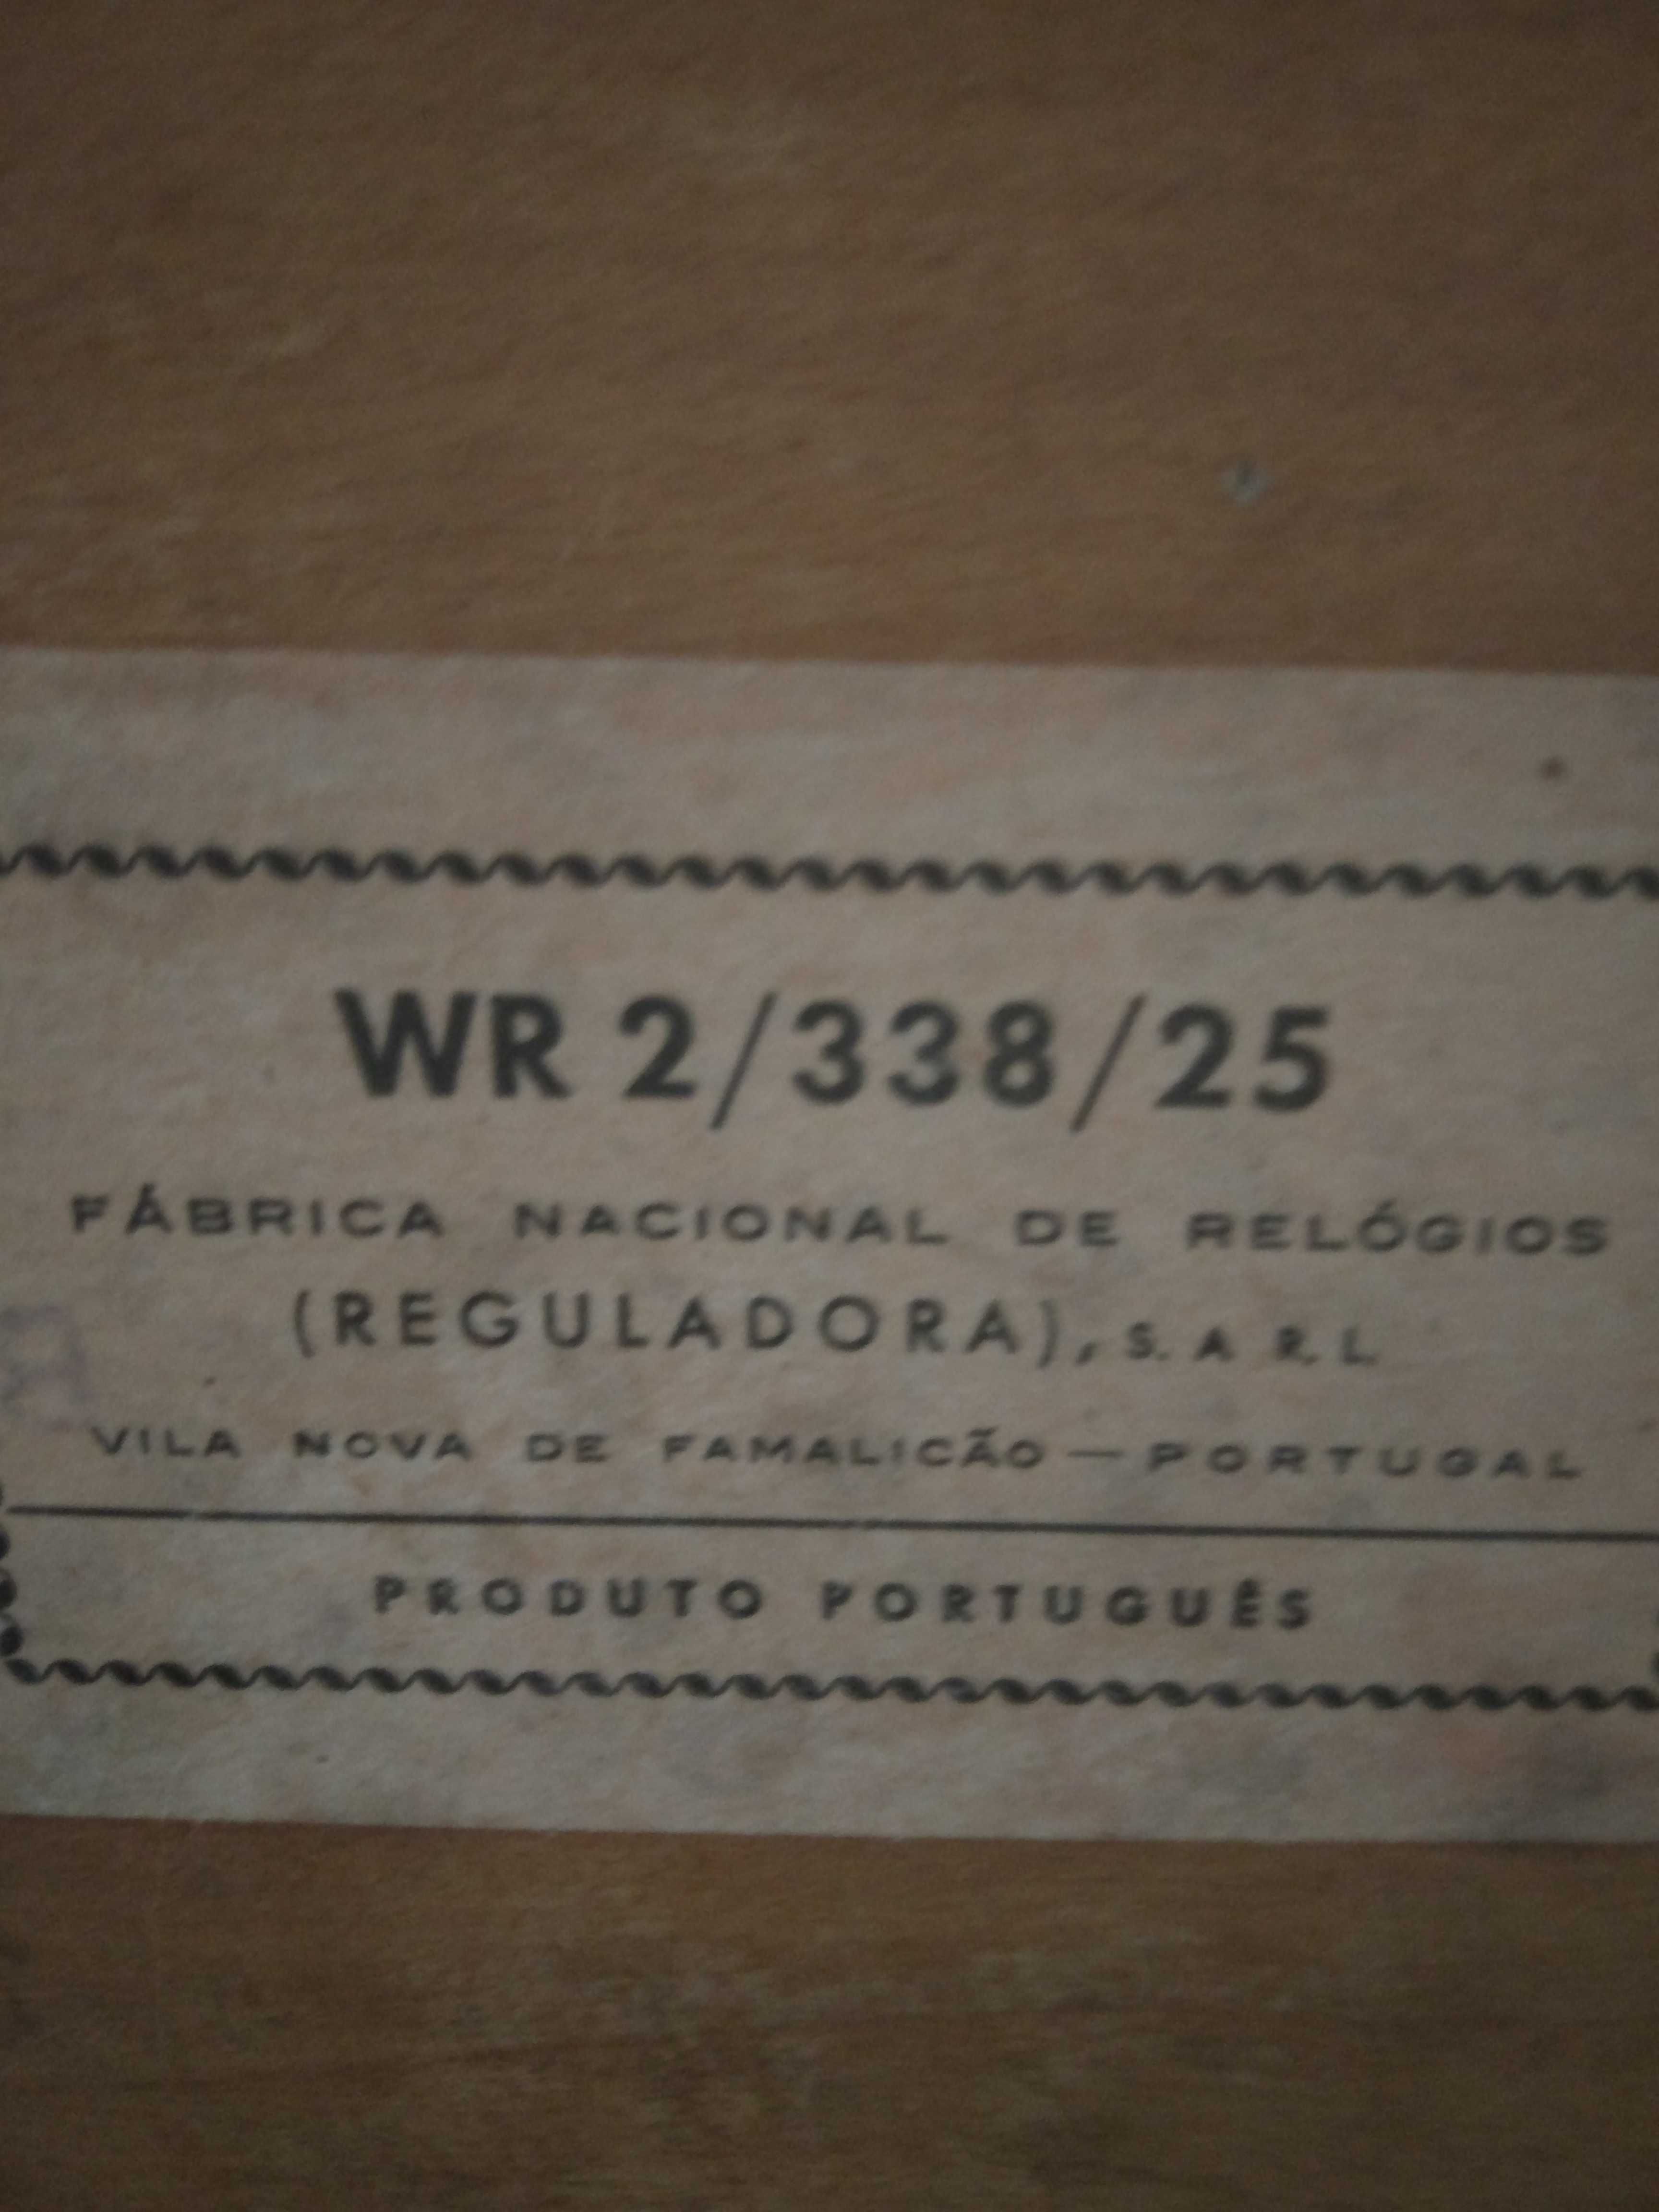 WR 2/338/25
FÁBRICA NACIONAL DE RELÓGIOS
(REGULADORA), S. A R. L
VILA NOVA DE FAMALICÃO — PORTUGAL
PRODUTO PORTUGUÊS